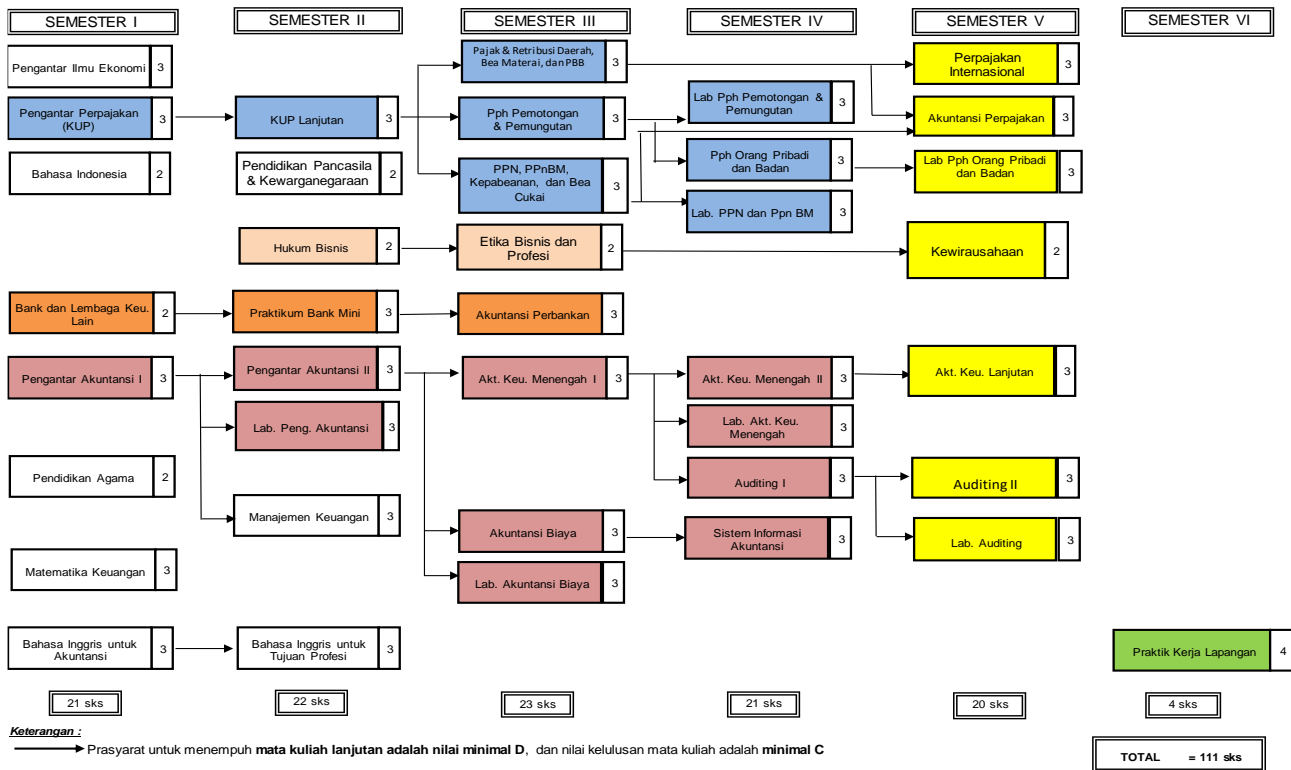 SEMESTER I
SEMESTER II
SEMESTER III
SEMESTER IV
SEMESTER V
SEMESTER VI
Pengantar Ilmu Ekonomi 3
Pajak & Retribusi Daerah,
Bea Materai, dan PBB 3
Perpajakan
Internasional 3
Pengantar Perpajakan
(KUP) 3
KUP Lanjutan 3
Pph Pemotongan
& Pemungutan 3
Lab Pph Pemotongan &
Pemungutan 3
Akuntansi Perpajakan 3
Bahasa Indonesia 2
Pendidikan Pancasila
& Kewarganegaraan 2
PPN, PPnBM,
Kepabeanan, dan Bea
Cukai 3
Pph Orang Pribadi
dan Badan 3
Lab Pph Orang Pribadi
dan Badan 3
Lab. PPN dan Ppn BM 3
Hukum Bisnis 2
Etika Bisnis dan
Profesi 2
Kewirausahaan 2
Bank dan Lembaga Keu.
Lain 2
Praktikum Bank Mini 3
Akuntansi Perbankan 3
Pengantar Akuntansi I 3
Pengantar Akuntansi II 3
Akt. Keu. Menengah I 3
Akt. Keu. Menengah II 3
Akt. Keu. Lanjutan 3
Lab. Peng. Akuntansi 3
Lab. Akt. Keu.
Menengah 3
Pendidikan Agama 2
Auditing I 3
Auditing II 3
Manajemen Keuangan 3
Akuntansi Biaya 3
Sistem Informasi
Akuntansi 3
Lab. Auditing 3
Matematika Keuangan 3
Lab. Akuntansi Biaya 3
Bahasa Inggris untuk
Akuntansi 3
Bahasa Inggris untuk
Tujuan Profesi 3
Praktik Kerja Lapangan 4
21 sks
22 sks
23 sks
21 sks
20 sks
4 sks
Keterangan :
Prasyarat untuk menempuh mata kuliah lanjutan adalah nilai minimal D, dan nilai kelulusan mata kuliah adalah minimal C
TOTAL = 111 sks